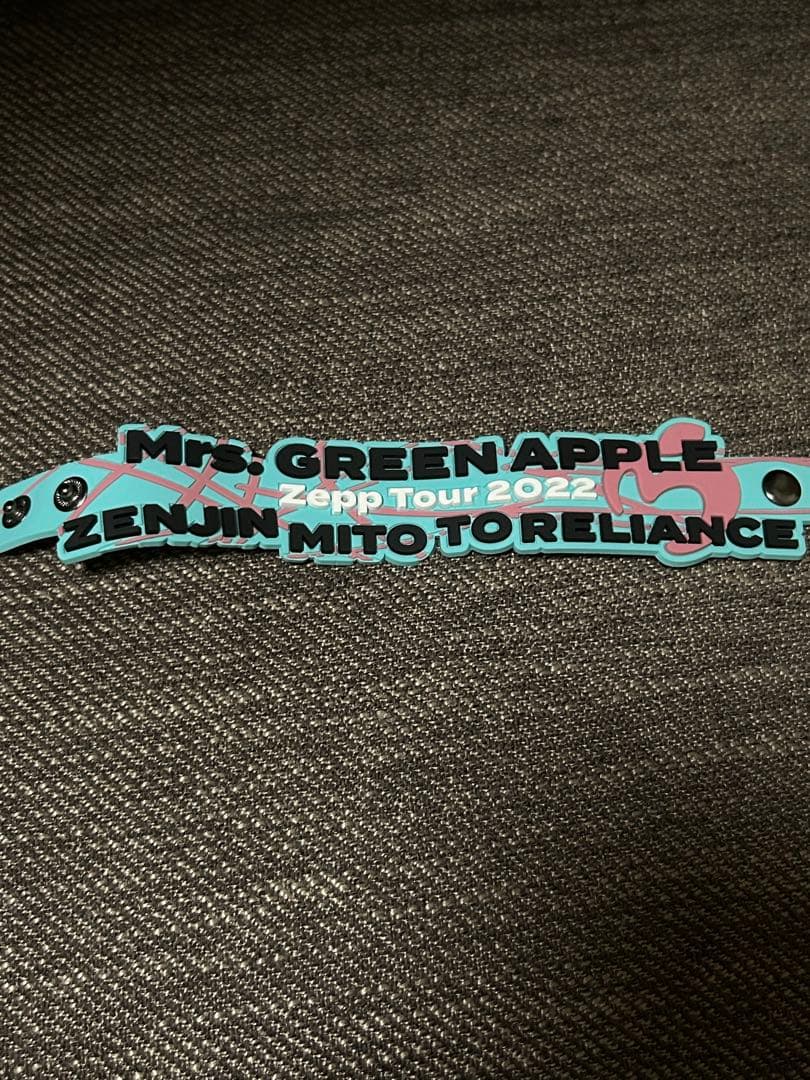 Mrs. GREEN APPLE
Zepp Tour 2022
ZENJIN MITO TO RELIANCE